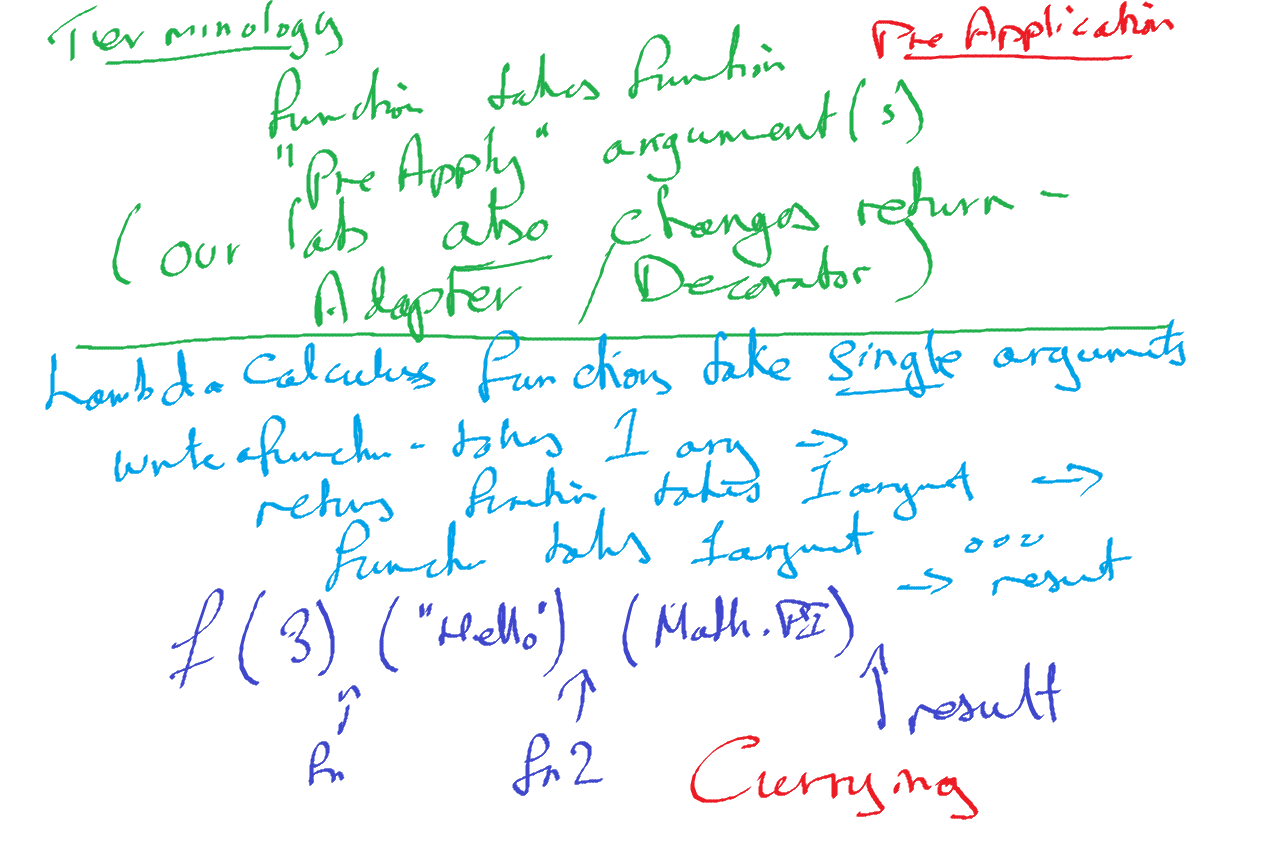 Terminology
Pre Application
function takes function
"Pre Apply" argument(s)
(our lab also changes return -
Adapter / Decorator)
Lambda Calculus functions take single arguments
write a function - takes 1 arg ->
returns function takes 1 argument ->
function takes 1 argument ...
-> result
f(3) ("Hello") (Math.PI)
fn
fn2
result
Currying